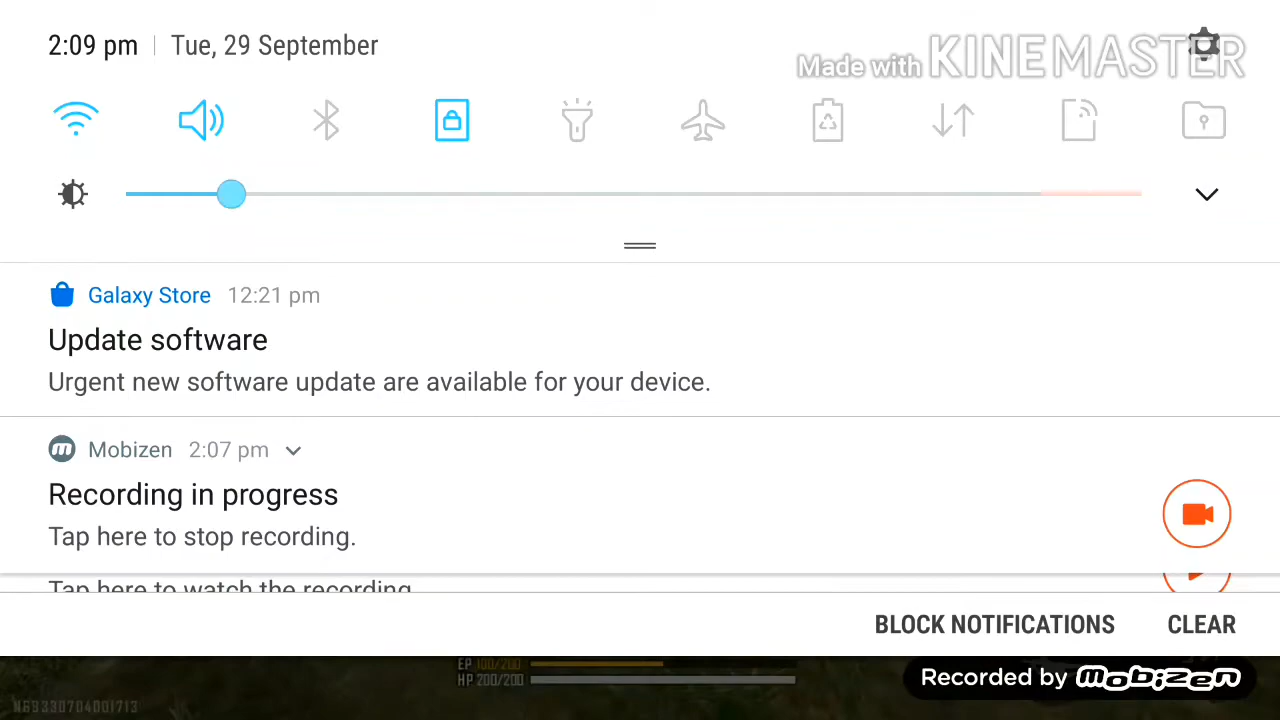 2:09 pm Tue, 29 September
Made with KINEMASTER
Galaxy Store 12:21 pm
Update software
Urgent new software update are available for your device.
Mobizen 2:07 pm
Recording in progress
Tap here to stop recording.
Tap here to watch the recording
BLOCK NOTIFICATIONS CLEAR
EP 100/200
HP 200/200
Recorded by mobizen